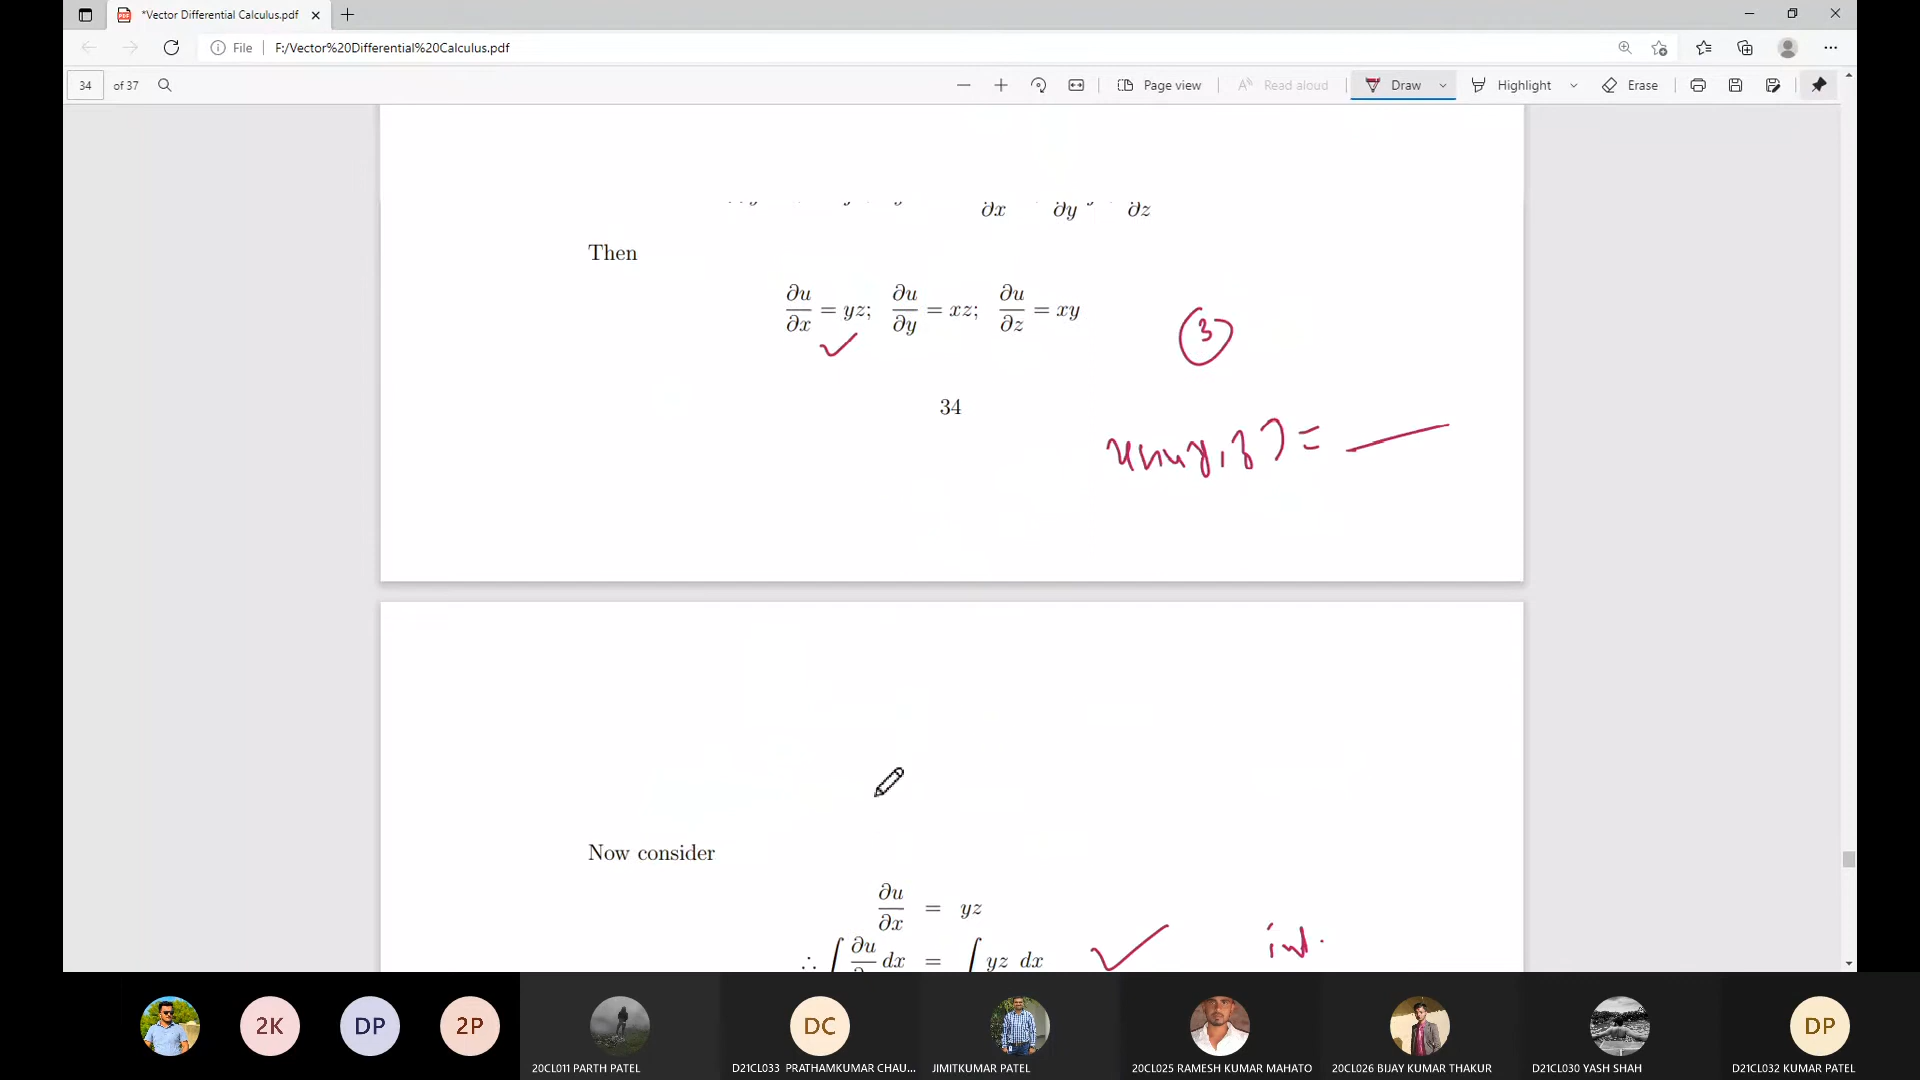 *Vector Differential Calculus.pdf
File F:/Vector%20Differential%20Calculus.pdf
34 of 37 Page view Read aloud Draw Highlight Erase
∂x ∂y ∂z
Then
∂u/∂x = yz; ∂u/∂y = xz; ∂u/∂z = xy
3
34
Now consider
∂u/∂x = yz
∴ ∫ ∂u/∂ dx = ∫ yz dx
int.
2K DP 2P DC DP
20CL011 PARTH PATEL D21CL033 PRATHAMKUMAR CHAU... JIMITKUMAR PATEL 20CL025 RAMESH KUMAR MAHATO 20CL026 BIJAY KUMAR THAKUR D21CL030 YASH SHAH D21CL032 KUMAR PATEL